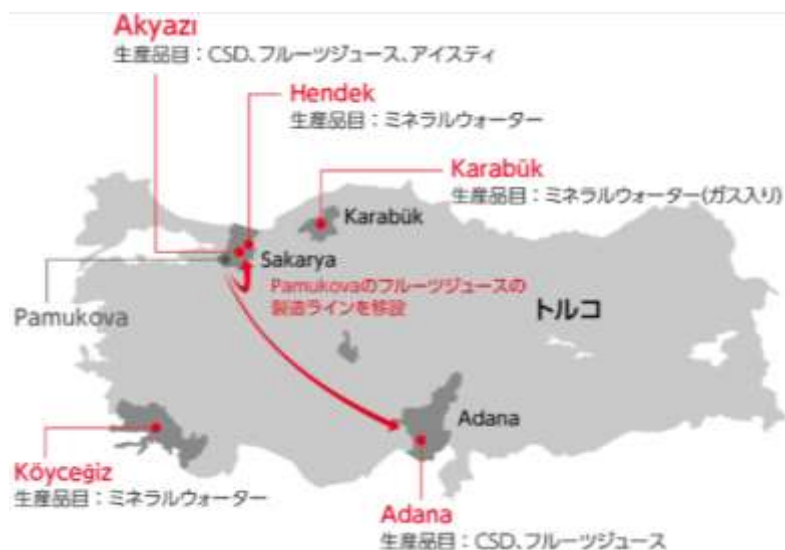 Akyazı
生産品目：CSD、フルーツジュース、アイスティ
Hendek
生産品目：ミネラルウォーター
Karabük
生産品目：ミネラルウォーター(ガス入り)
Karabük
Sakarya
Pamukovaのフルーツジュースの
製造ラインを移設
トルコ
Pamukova
Adana
Köyceğiz
生産品目：ミネラルウォーター
Adana
生産品目：CSD、フルーツジュース